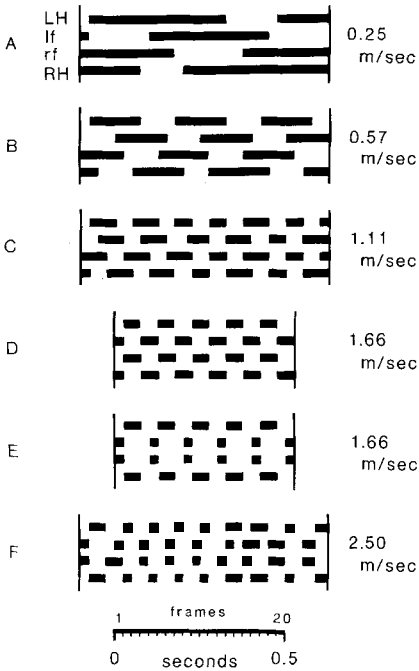 LH
lf
A
rf
RH
0.25
m/sec
B
0.57
m/sec
C
1.11
m/sec
D
1.66
m/sec
E
1.66
m/sec
F
2.50
m/sec
1 frames 20
0 seconds 0.5